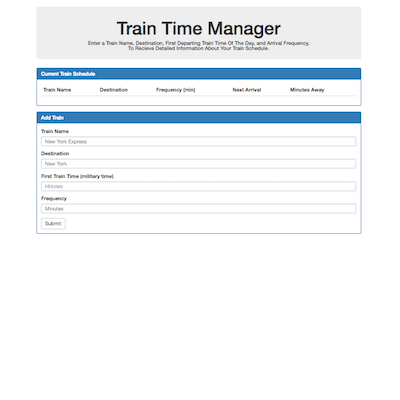 Train Time Manager
Enter a Train Name, Destination, First Departing Train Time Of The Day, and Arrival Frequency,
To Recieve Detailed Information About Your Train Schedule.
Current Train Schedule
Train Name Destination Frequency (min) Next Arrival Minutes Away
Add Train
Train Name
New York Express
Destination
New York
First Train Time (military time)
HH:mm
Frequency
Minutes
Submit